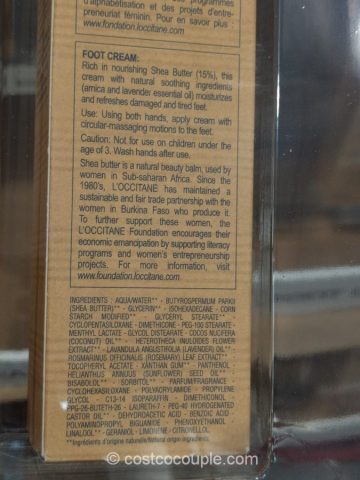 d'alphabétisation et des projets d'entre-
preneuriat féminin. Pour en savoir plus :
www.fondation.loccitane.com
FOOT CREAM:
Rich in nourishing Shea Butter (15%), this
cream with natural soothing ingredients
(arnica and lavender essential oil) moisturizes
and refreshes damaged and tired feet.
Use: Using both hands, apply cream with
circular-massaging motions to the feet.
Caution: Not for use on children under the
age of 3. Wash hands after use.
Shea butter is a natural beauty balm, used by
women in Sub-saharan Africa. Since the
1980's, L'OCCITANE has maintained a
sustainable and fair trade partnership with the
women in Burkina Faso who produce it.
To further support these women, the
L'OCCITANE Foundation encourages their
economic emancipation by supporting literacy
programs and women's entrepreneurship
projects. For more information, visit
www.foundation.loccitane.com
INGREDIENTS : AQUA/WATER** - BUTYROSPERMUM PARKII
(SHEA BUTTER)** - GLYCERIN** - ISOHEXADECANE - CORN
STARCH MODIFIED** - GLYCERYL STEARATE** -
CYCLOPENTASILOXANE - DIMETHICONE - PEG-100 STEARATE -
MENTHYL LACTATE - GLYCOL DISTEARATE - COCOS NUCIFERA
(COCONUT) OIL** - HETEROTHECA INULOIDES FLOWER
EXTRACT** - LAVANDULA ANGUSTIFOLIA (LAVENDER) OIL** -
ROSMARINUS OFFICINALIS (ROSEMARY) LEAF EXTRACT** -
TOCOPHERYL ACETATE - XANTHAN GUM** - PANTHENOL -
HELIANTHUS ANNUUS (SUNFLOWER) SEED OIL** -
BISABOLOL** - SORBITOL** - PARFUM/FRAGRANCE -
CYCLOHEXASILOXANE - POLYACRYLAMIDE - PROPYLENE
GLYCOL - C13-14 ISOPARAFFIN - DIMETHICONOL -
PPG-26-BUTETH-26 - LAURETH-7 - PEG-40 HYDROGENATED
CASTOR OIL** - DEHYDROACETIC ACID - BENZOIC ACID -
POLYAMINOPROPYL BIGUANIDE - PHENOXYETHANOL -
LINALOOL** - GERANIOL - LIMONENE - CITRONELLOL
**Ingrédients d'origine naturelle/Natural origin ingredients.
© costcocouple.com